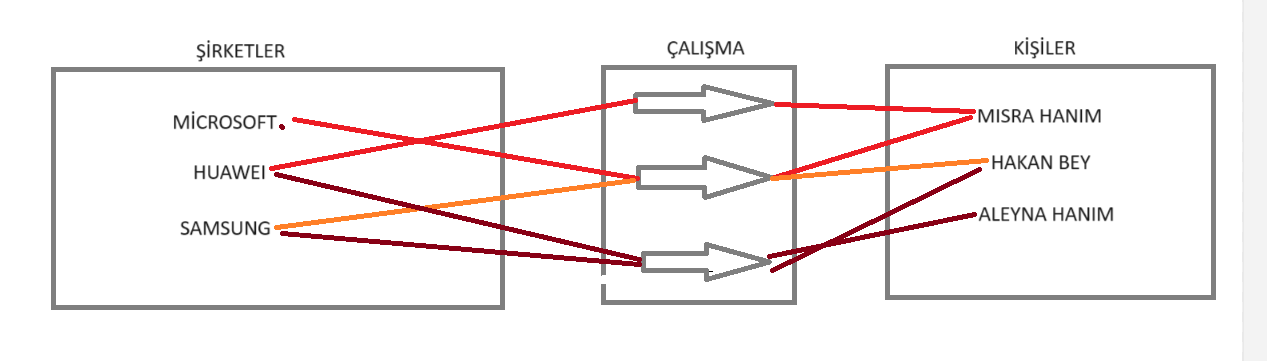 ŞİRKETLER
ÇALIŞMA
KİŞİLER
MİCROSOFT.
HUAWEI
SAMSUNG
MISRA HANIM
HAKAN BEY
ALEYNA HANIM